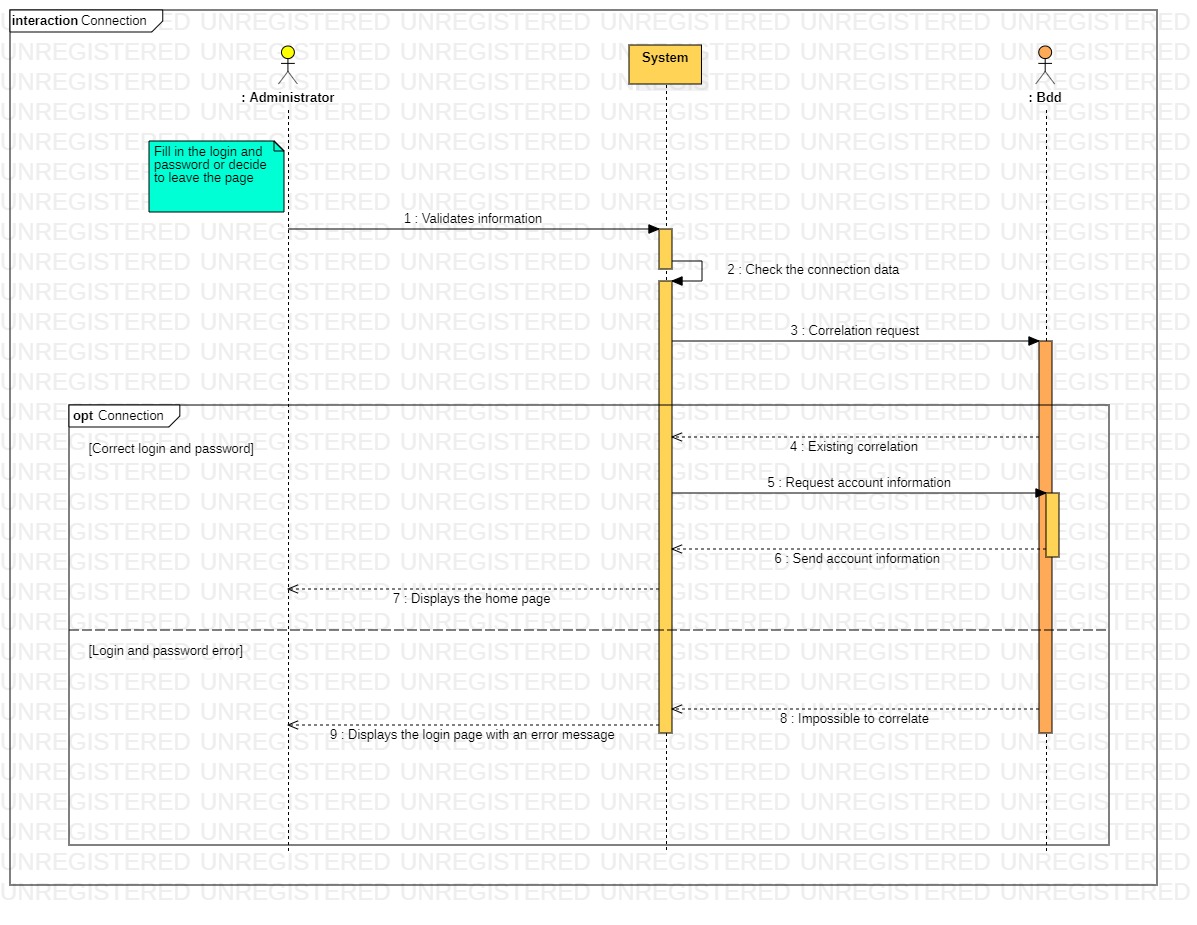 interaction Connection
: Administrator
System
: Bdd
Fill in the login and
password or decide
to leave the page
1 : Validates information
2 : Check the connection data
3 : Correlation request
opt Connection
[Correct login and password]
4 : Existing correlation
5 : Request account information
6 : Send account information
7 : Displays the home page
[Login and password error]
8 : Impossible to correlate
9 : Displays the login page with an error message
UNREGISTERED UNREGISTERED UNREGISTERED UNREGISTERED UNREGISTERED UNREGISTERED